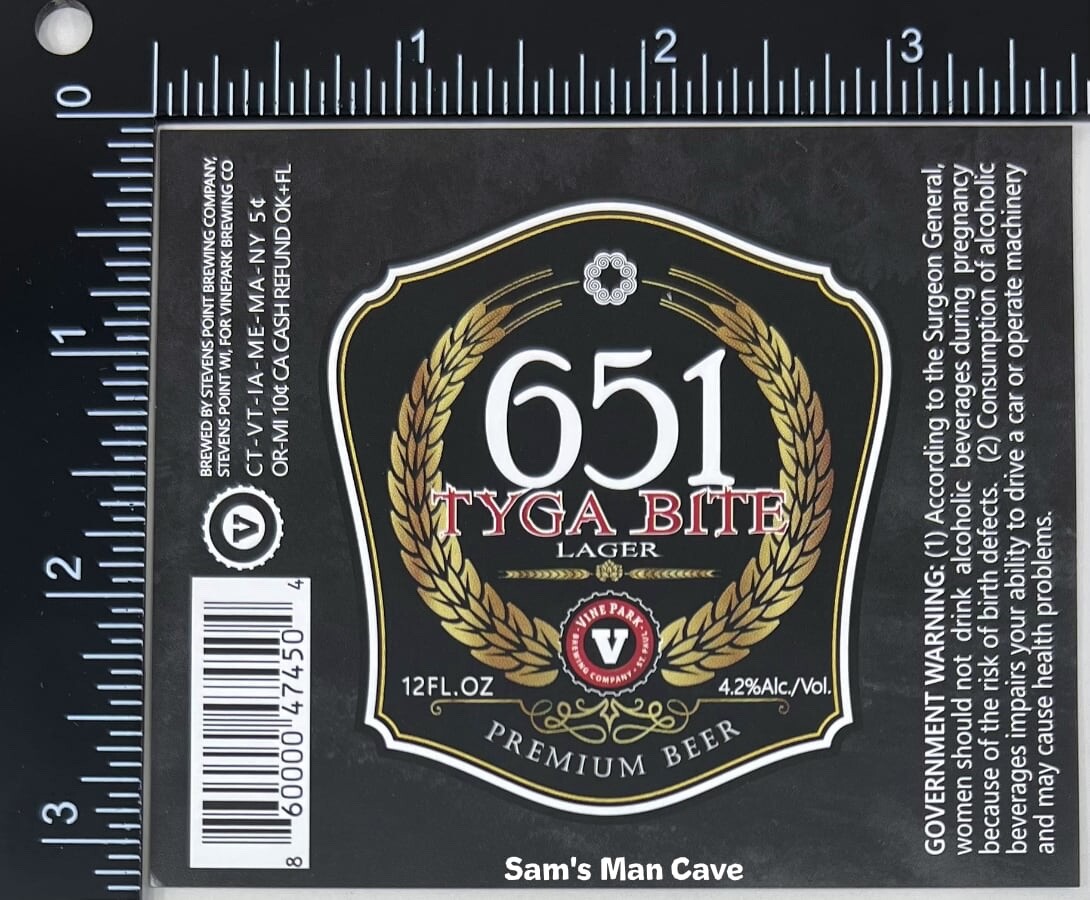 0
1
2
3
1
2
3
BREWED BY STEVENS POINT BREWING COMPANY,
STEVENS POINT WI, FOR VINEPARK BREWING CO
CT-VT-IA-ME-MA-NY 5¢
OR-MI 10¢ CA CASH REFUND OK+FL
V
8 60000 47450 4
651
TYGA BITE
LAGER
VINE PARK
V
BREWING COMPANY · ST. PAUL
12FL.OZ
4.2%Alc./Vol.
PREMIUM BEER
GOVERNMENT WARNING: (1) According to the Surgeon General,
women should not drink alcoholic beverages during pregnancy
because of the risk of birth defects. (2) Consumption of alcoholic
beverages impairs your ability to drive a car or operate machinery
and may cause health problems.
Sam's Man Cave